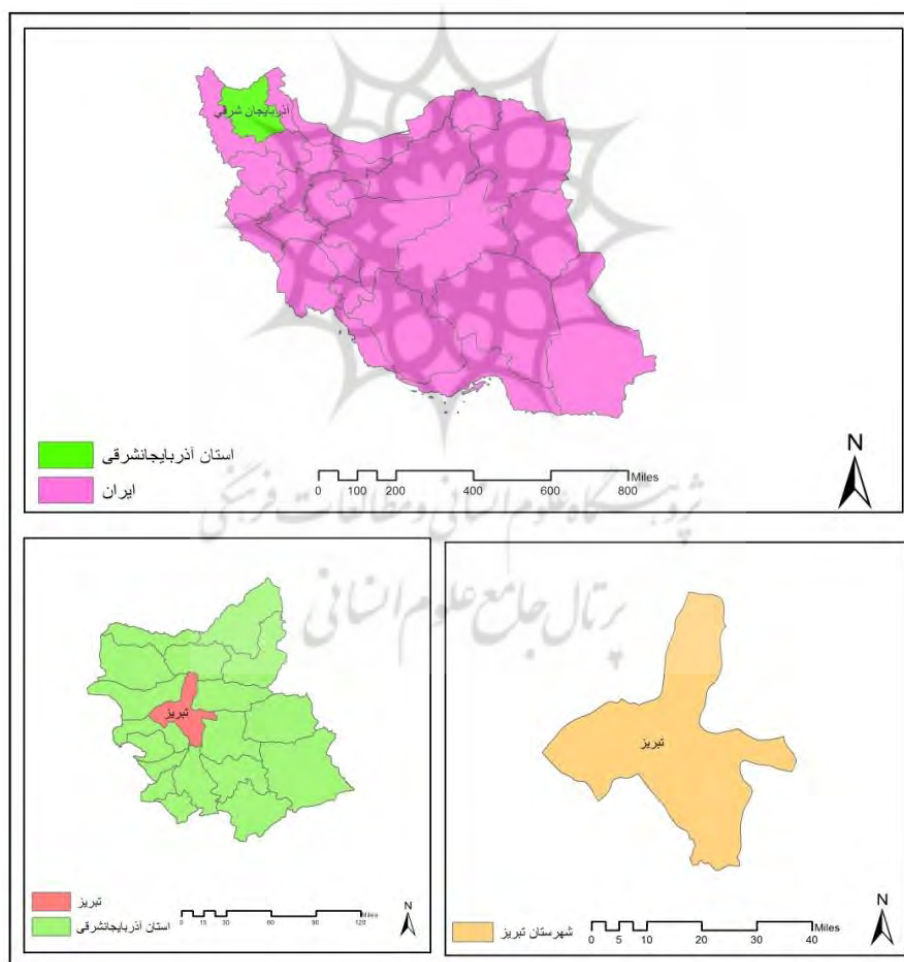 آذربایجان شرقی
N
استان آذربایجانشرقی
ایران
0 100 200 400 600 800 Miles
پژوهشگاه علوم انسانی و مطالعات فرهنگی
پرتال جامع علوم انسانی
تبریز
تبریز
تبریز
استان آذربایجانشرقی
0 15 30 60 90 120 Miles
N
شهرستان تبریز
0 5 10 20 30 40 Miles
N